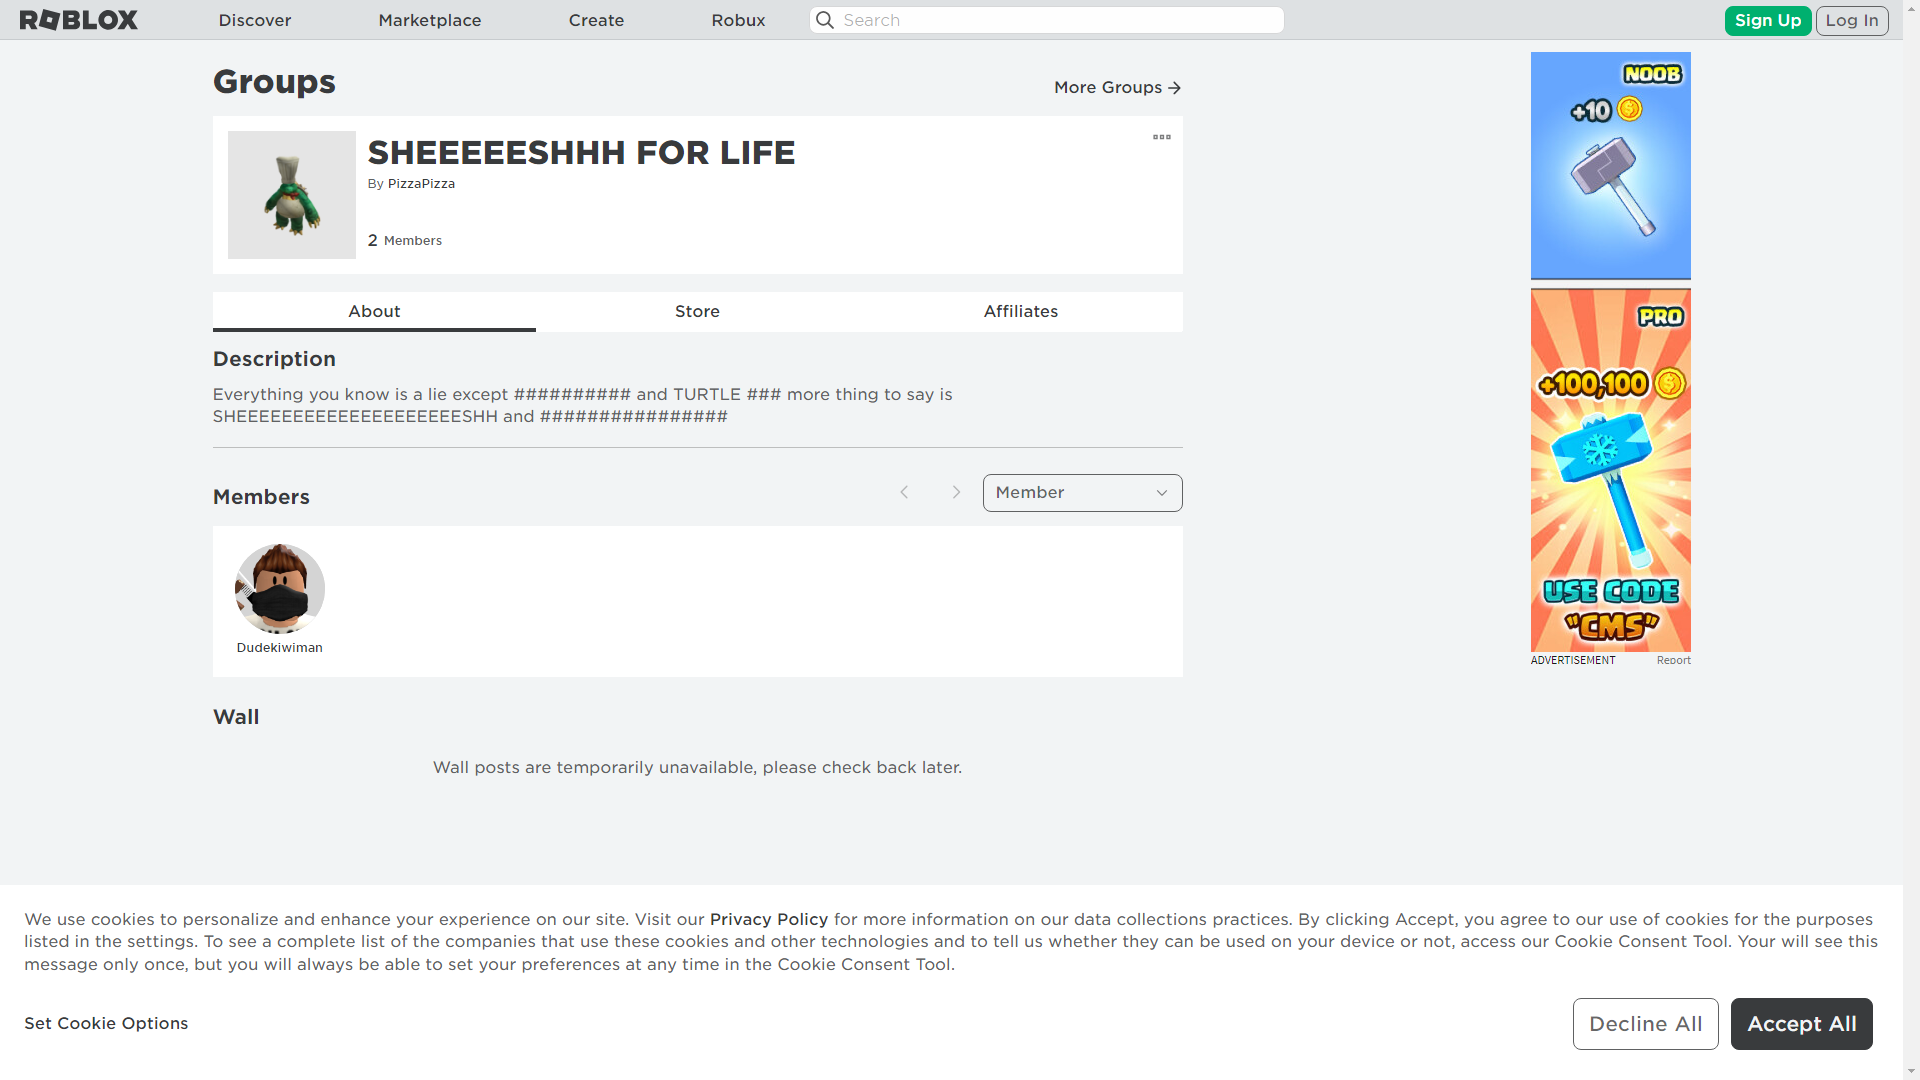 ROBLOX
Discover
Marketplace
Create
Robux
Search
Sign Up
Log In
Groups
More Groups
SHEEEEESHHH FOR LIFE
By PizzaPizza
2 Members
About
Store
Affiliates
Description
Everything you know is a lie except ########## and TURTLE ### more thing to say is
SHEEEEEEEEEEEEEEEEEEEESHH and ################
Members
Member
Dudekiwiman
Wall
Wall posts are temporarily unavailable, please check back later.
NOOB
+10
PRO
+100,100
USE CODE
"CMS"
ADVERTISEMENT
Report
We use cookies to personalize and enhance your experience on our site. Visit our Privacy Policy for more information on our data collections practices. By clicking Accept, you agree to our use of cookies for the purposes
listed in the settings. To see a complete list of the companies that use these cookies and other technologies and to tell us whether they can be used on your device or not, access our Cookie Consent Tool. Your will see this
message only once, but you will always be able to set your preferences at any time in the Cookie Consent Tool.
Set Cookie Options
Decline All
Accept All